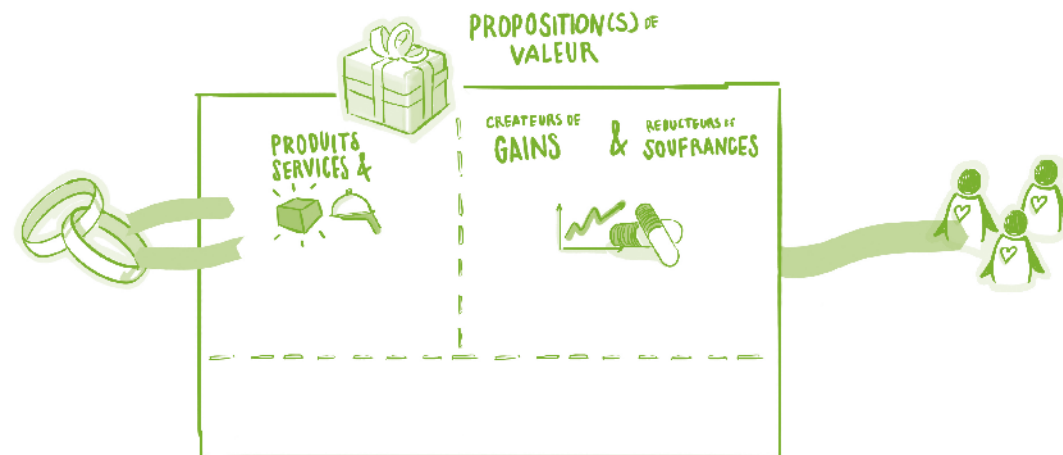 PROPOSITION(S) DE
VALEUR
PRODUITS
SERVICES &
CREATEURS DE
GAINS
&
REDUCTEURS DE
SOUFRANCES